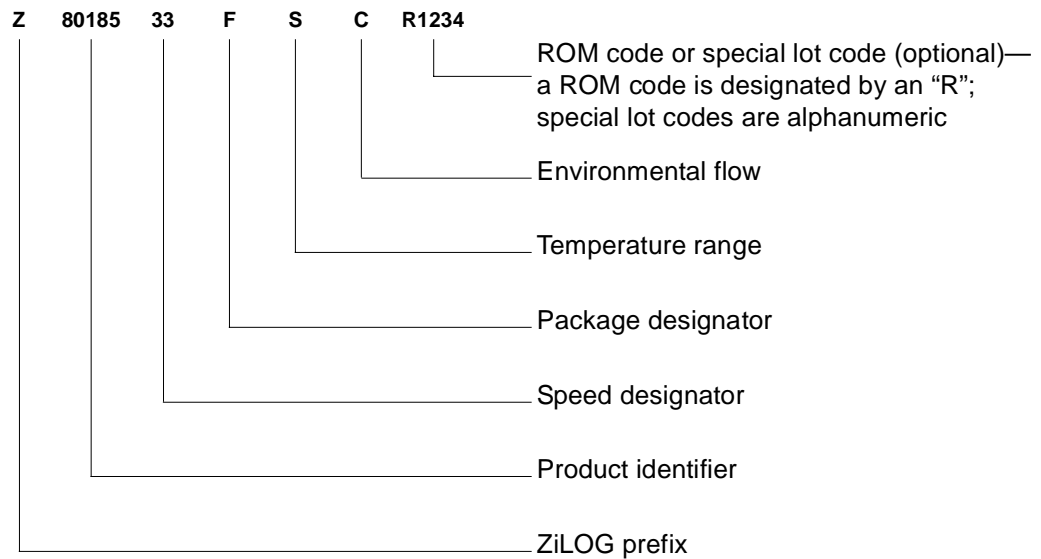 Z 80185 33 F S C R1234
ROM code or special lot code (optional)—
a ROM code is designated by an “R”;
special lot codes are alphanumeric
Environmental flow
Temperature range
Package designator
Speed designator
Product identifier
ZiLOG prefix